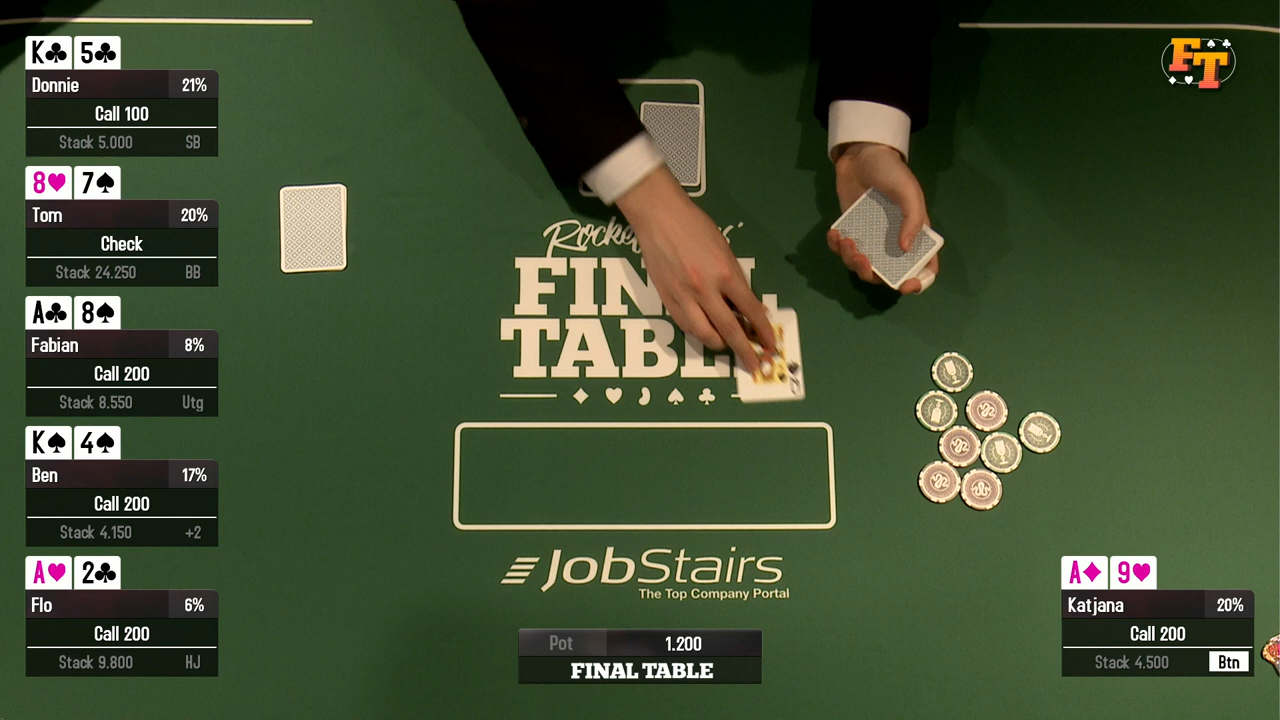 K♣ 5♣
Donnie 21%
Call 100
Stack 5.000 SB
8♥ 7♠
Tom 20%
Check
Stack 24.250 BB
A♣ 8♠
Fabian 8%
Call 200
Stack 8.550 Utg
K♠ 4♠
Ben 17%
Call 200
Stack 4.150 +2
A♥ 2♣
Flo 6%
Call 200
Stack 9.800 HJ
FT
JobStairs
The Top Company Portal
Pot 1.200
FINAL TABLE
A♦ 9♥
Katjana 20%
Call 200
Stack 4.500 Btn